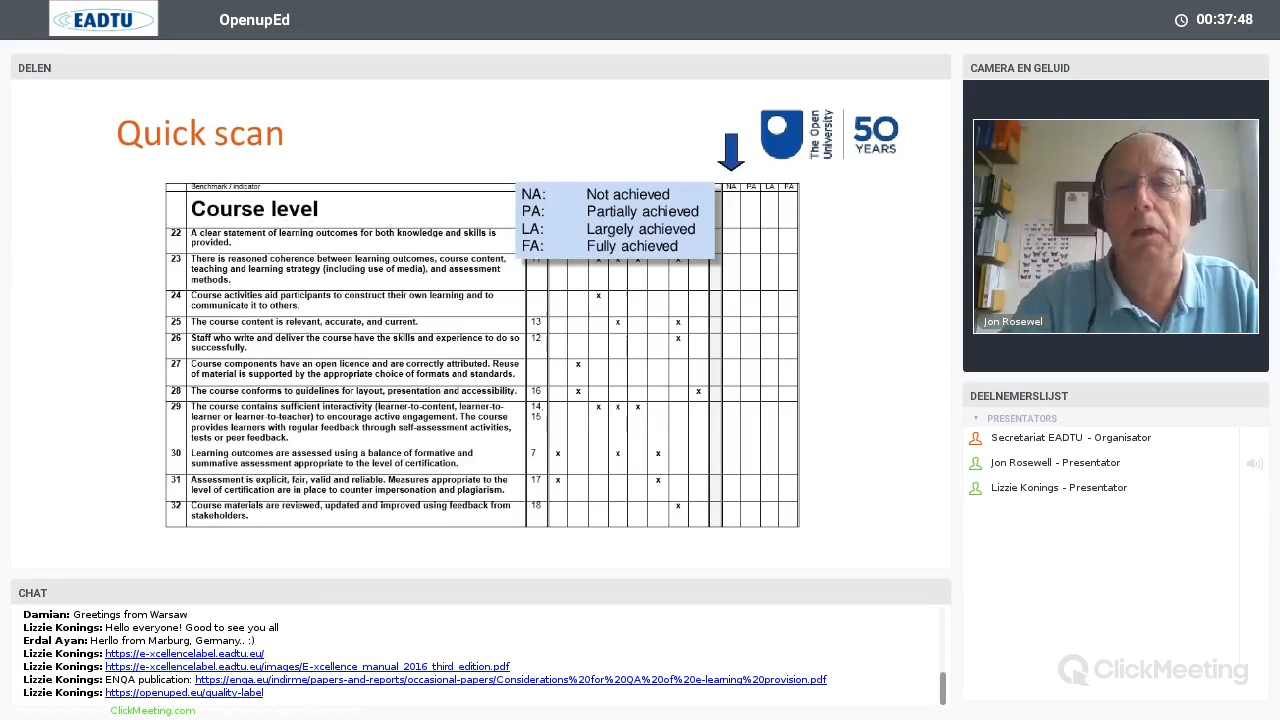 EADTU
OpenupEd
00:37:48
DELEN
Quick scan
The Open
University
50
YEARS
Benchmark / indicator
NA PA LA FA
Course level
NA: Not achieved
PA: Partially achieved
LA: Largely achieved
FA: Fully achieved
22 A clear statement of learning outcomes for both knowledge and skills is
provided.
23 There is reasoned coherence between learning outcomes, course content,
teaching and learning strategy (including use of media), and assessment
methods.
24 Course activities aid participants to construct their own learning and to x
communicate it to others.
25 The course content is relevant, accurate, and current. 13 x x
26 Staff who write and deliver the course have the skills and experience to do so 12 x
successfully.
27 Course components have an open licence and are correctly attributed. Reuse x
of material is supported by the appropriate choice of formats and standards.
28 The course conforms to guidelines for layout, presentation and accessibility. 16 x x
29 The course contains sufficient interactivity (learner-to-content, learner-to- 14, x x x
learner or learner-to-teacher) to encourage active engagement. The course 15
provides learners with regular feedback through self-assessment activities,
tests or peer feedback.
30 Learning outcomes are assessed using a balance of formative and 7 x x x
summative assessment appropriate to the level of certification.
31 Assessment is explicit, fair, valid and reliable. Measures appropriate to the 17 x x
level of certification are in place to counter impersonation and plagiarism.
32 Course materials are reviewed, updated and improved using feedback from 18 x
stakeholders.
CAMERA EN GELUID
Jon Rosewel
DEELNEMERSLIJST
PRESENTATORS
Secretariat EADTU - Organisator
Jon Rosewell - Presentator
Lizzie Konings - Presentator
CHAT
Damian: Greetings from Warsaw
Lizzie Konings: Hello everyone! Good to see you all
Erdal Ayan: Herllo from Marburg, Germany.. :)
Lizzie Konings: https://e-xcellencelabel.eadtu.eu/
Lizzie Konings: https://e-xcellencelabel.eadtu.eu/images/E-xcellence_manual_2016_third_edition.pdf
Lizzie Konings: ENQA publication: https://enqa.eu/indirme/papers-and-reports/occasional-papers/Considerations%20for%20QA%20of%20e-learning%20provision.pdf
Lizzie Konings: https://openuped.eu/quality-label
ClickMeeting
ClickMeeting.com